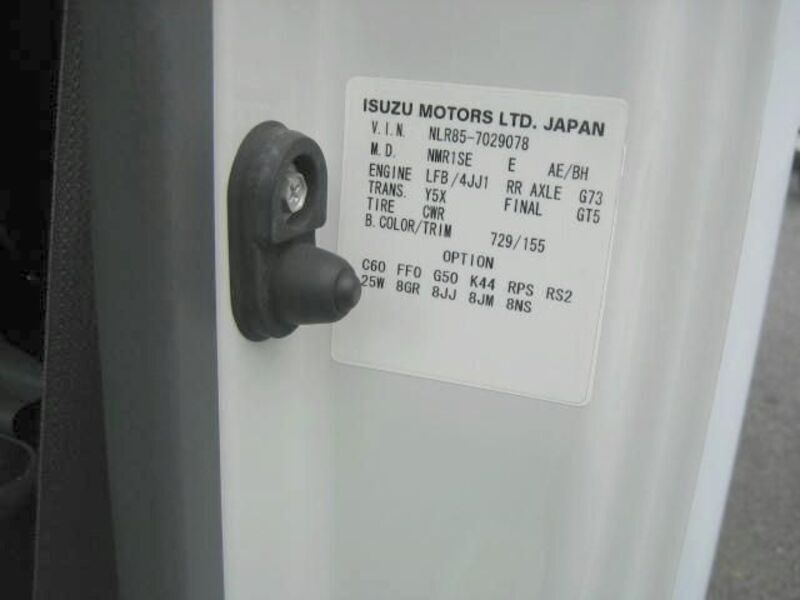 ISUZU MOTORS LTD. JAPAN
V.I.N. NLR85-7029078
M.D. NMR1SE E AE/BH
ENGINE LFB/4JJ1 RR AXLE G73
TRANS. Y5X FINAL GT5
TIRE CWR
B.COLOR/TRIM 729/155
OPTION
C60 FF0 G50 K44 RPS RS2
25W 8GR 8JJ 8JM 8NS